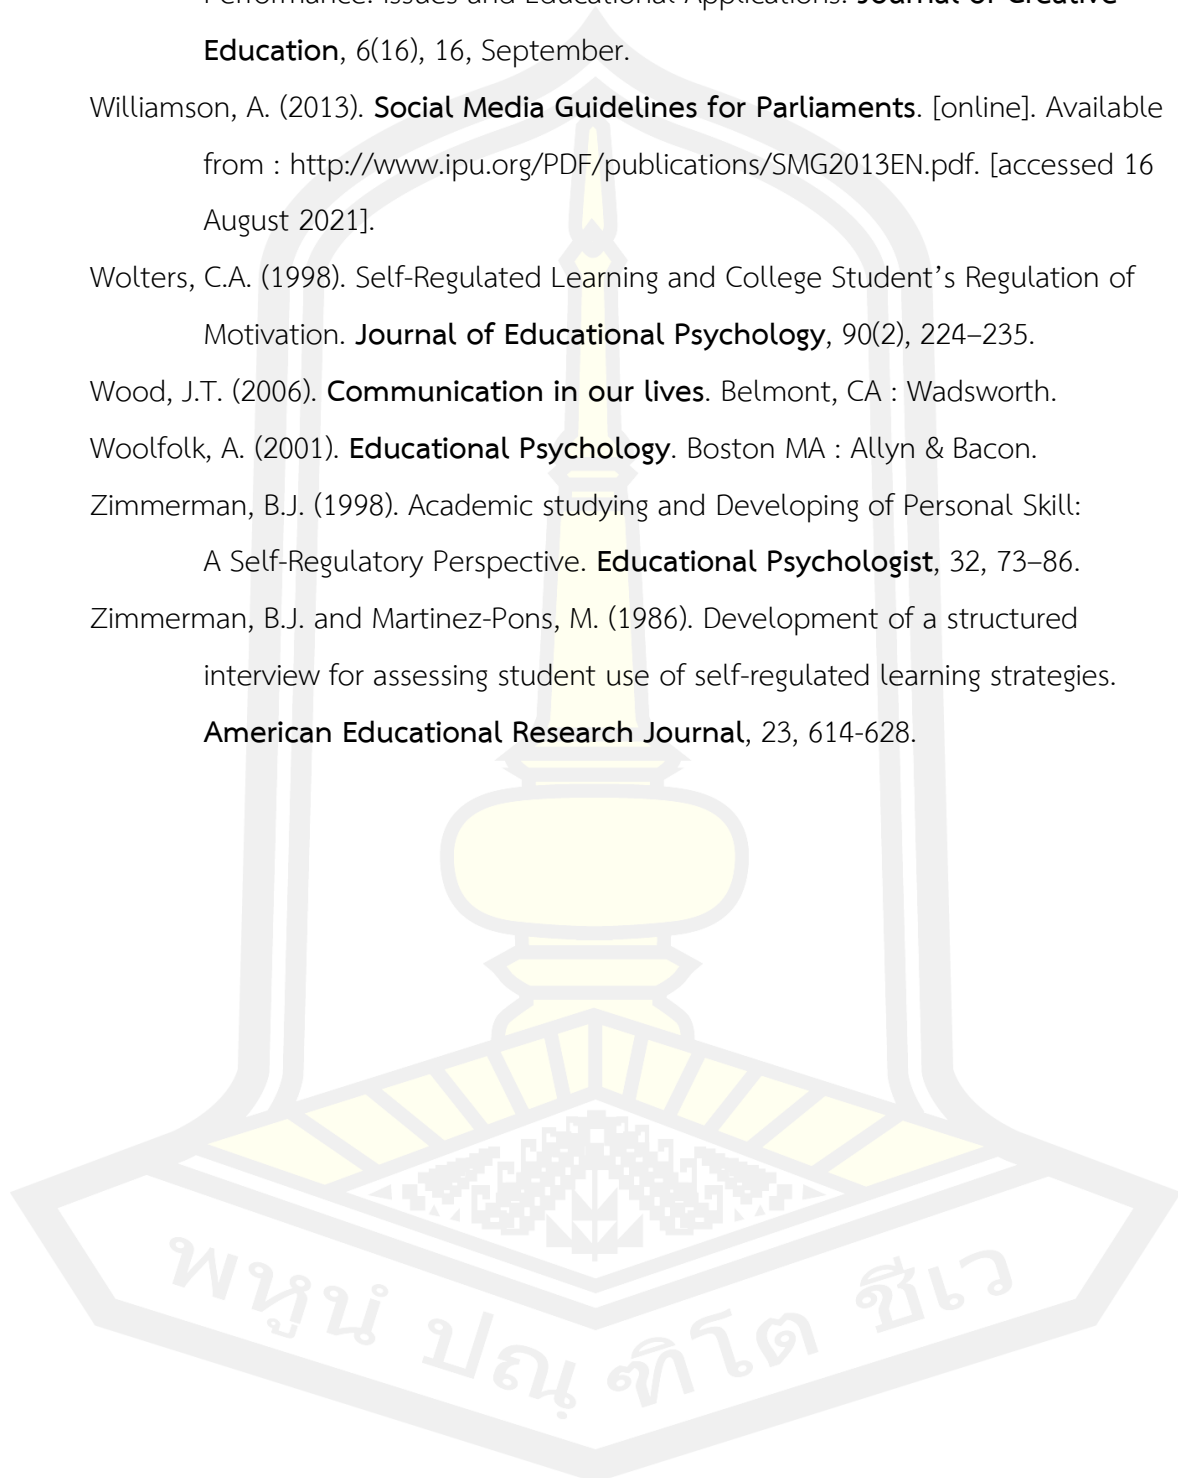 Performance: Issues and Educational Applications. Journal of Creative
Education, 6(16), 16, September.
Williamson, A. (2013). Social Media Guidelines for Parliaments. [online]. Available
from : http://www.ipu.org/PDF/publications/SMG2013EN.pdf. [accessed 16
August 2021].
Wolters, C.A. (1998). Self-Regulated Learning and College Student’s Regulation of
Motivation. Journal of Educational Psychology, 90(2), 224–235.
Wood, J.T. (2006). Communication in our lives. Belmont, CA : Wadsworth.
Woolfolk, A. (2001). Educational Psychology. Boston MA : Allyn & Bacon.
Zimmerman, B.J. (1998). Academic studying and Developing of Personal Skill:
A Self-Regulatory Perspective. Educational Psychologist, 32, 73–86.
Zimmerman, B.J. and Martinez-Pons, M. (1986). Development of a structured
interview for assessing student use of self-regulated learning strategies.
American Educational Research Journal, 23, 614-628.
พหูนํ ปณฺฑิโต ชีเว